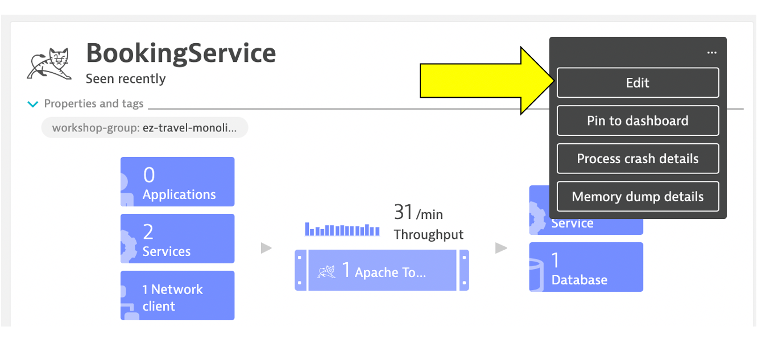 BookingService
Seen recently
Properties and tags
workshop-group: ez-travel-monoli...
...
Edit
Pin to dashboard
Process crash details
Memory dump details
0
Applications
2
Services
1 Network
client
31/min
Throughput
1 Apache To...
Service
1
Database